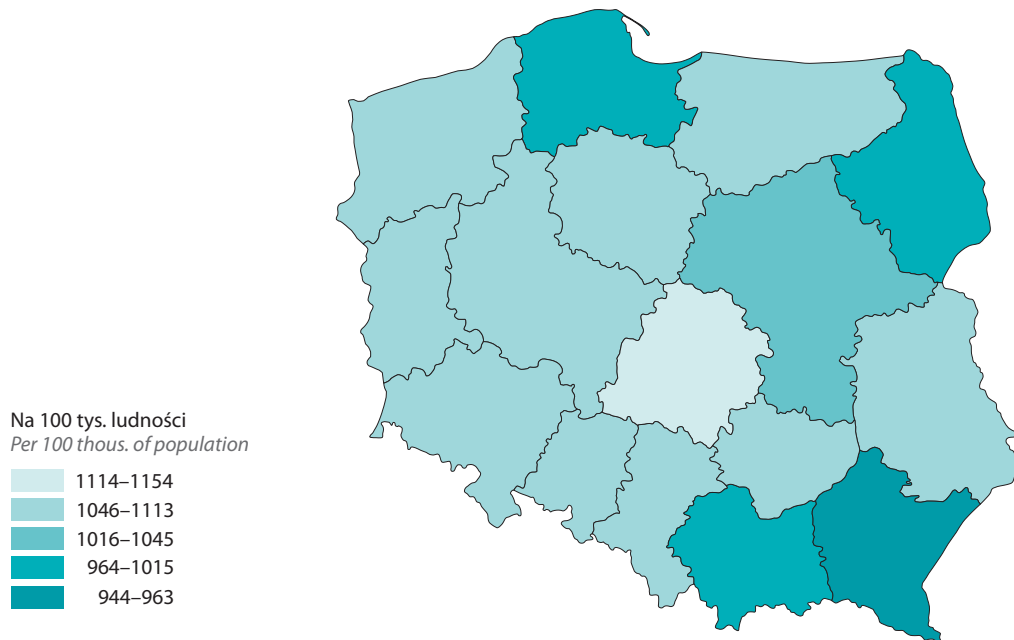 Na 100 tys. ludności
Per 100 thous. of population
1114–1154
1046–1113
1016–1045
964–1015
944–963